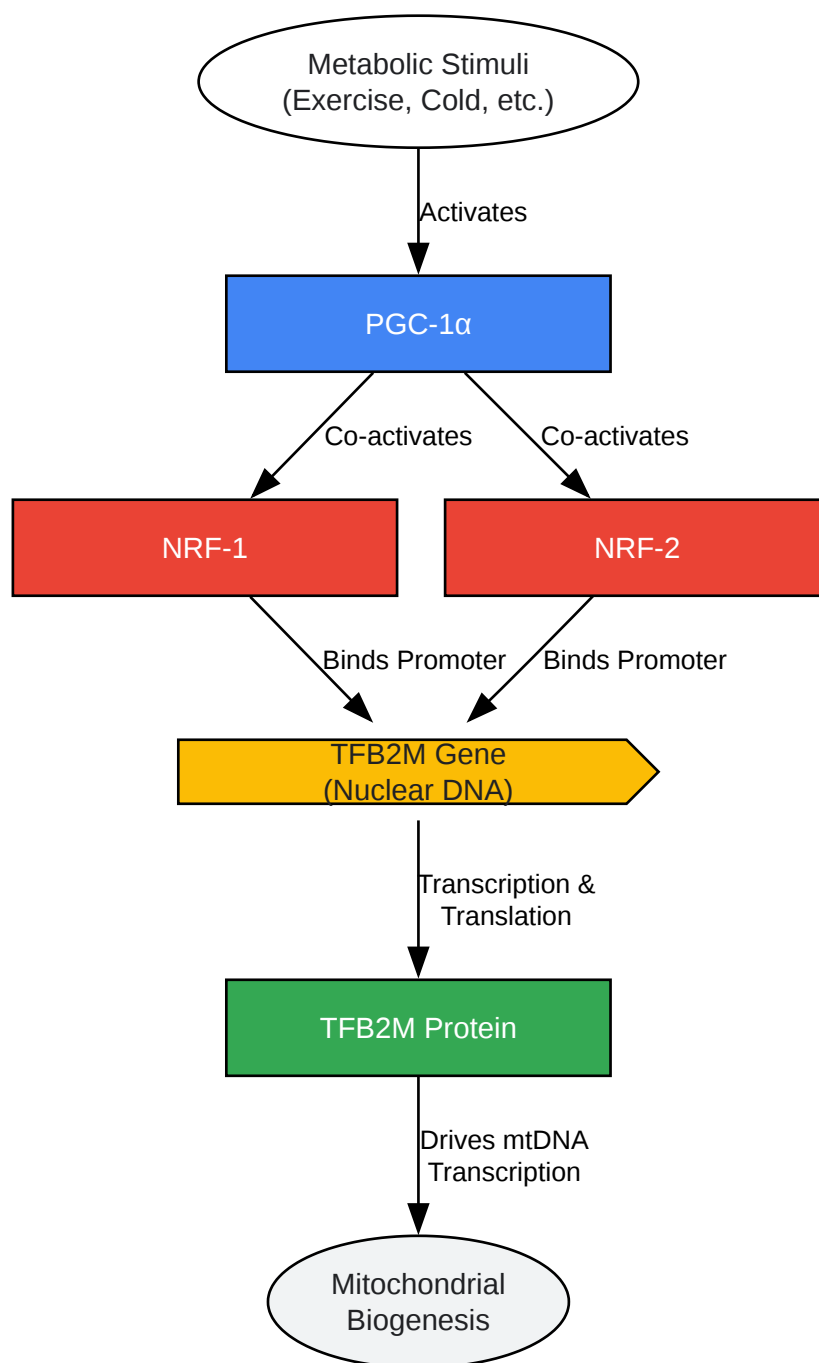 Metabolic Stimuli
(Exercise, Cold, etc.)
Activates
PGC-1α
Co-activates
Co-activates
NRF-1
NRF-2
Binds Promoter
Binds Promoter
TFB2M Gene
(Nuclear DNA)
Transcription &
Translation
TFB2M Protein
Drives mtDNA
Transcription
Mitochondrial
Biogenesis